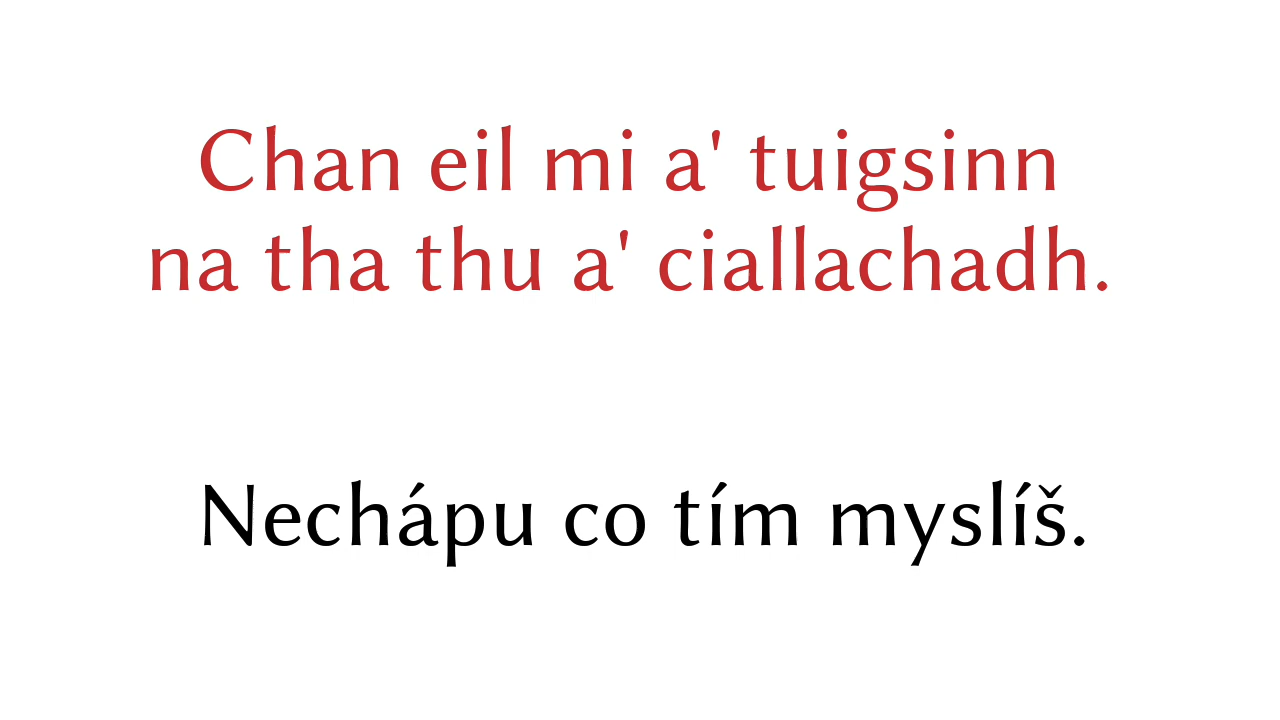 Chan eil mi a' tuigsinn
na tha thu a' ciallachadh.
Nechápu co tím myslíš.